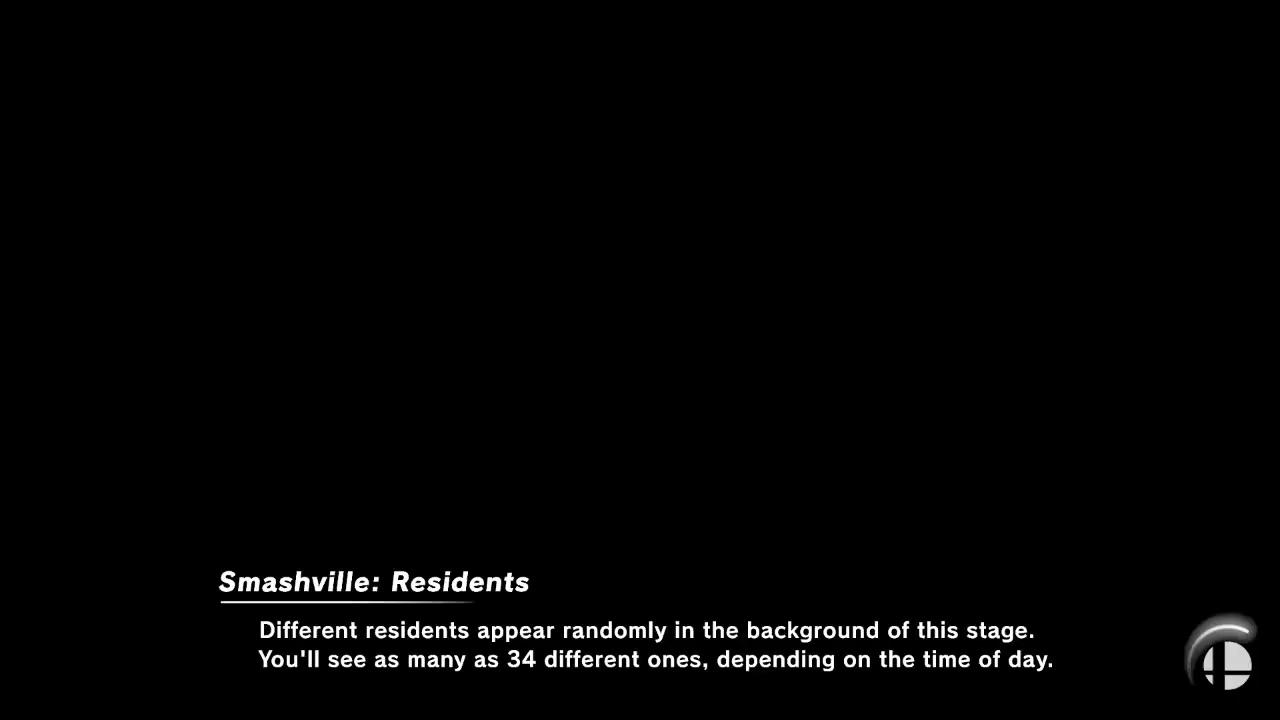 Smashville: Residents
Different residents appear randomly in the background of this stage.
You'll see as many as 34 different ones, depending on the time of day.